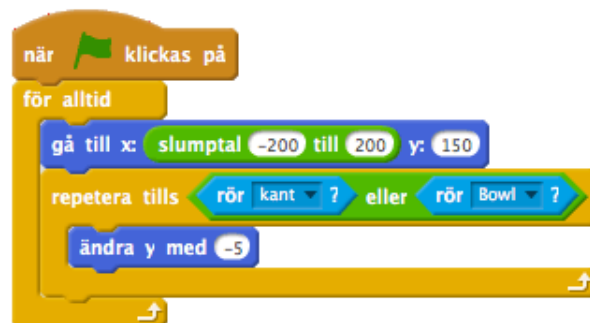 när klickas på
för alltid
gå till x: slumptal -200 till 200 y: 150
repetera tills rör kant ? eller rör Bowl ?
ändra y med -5